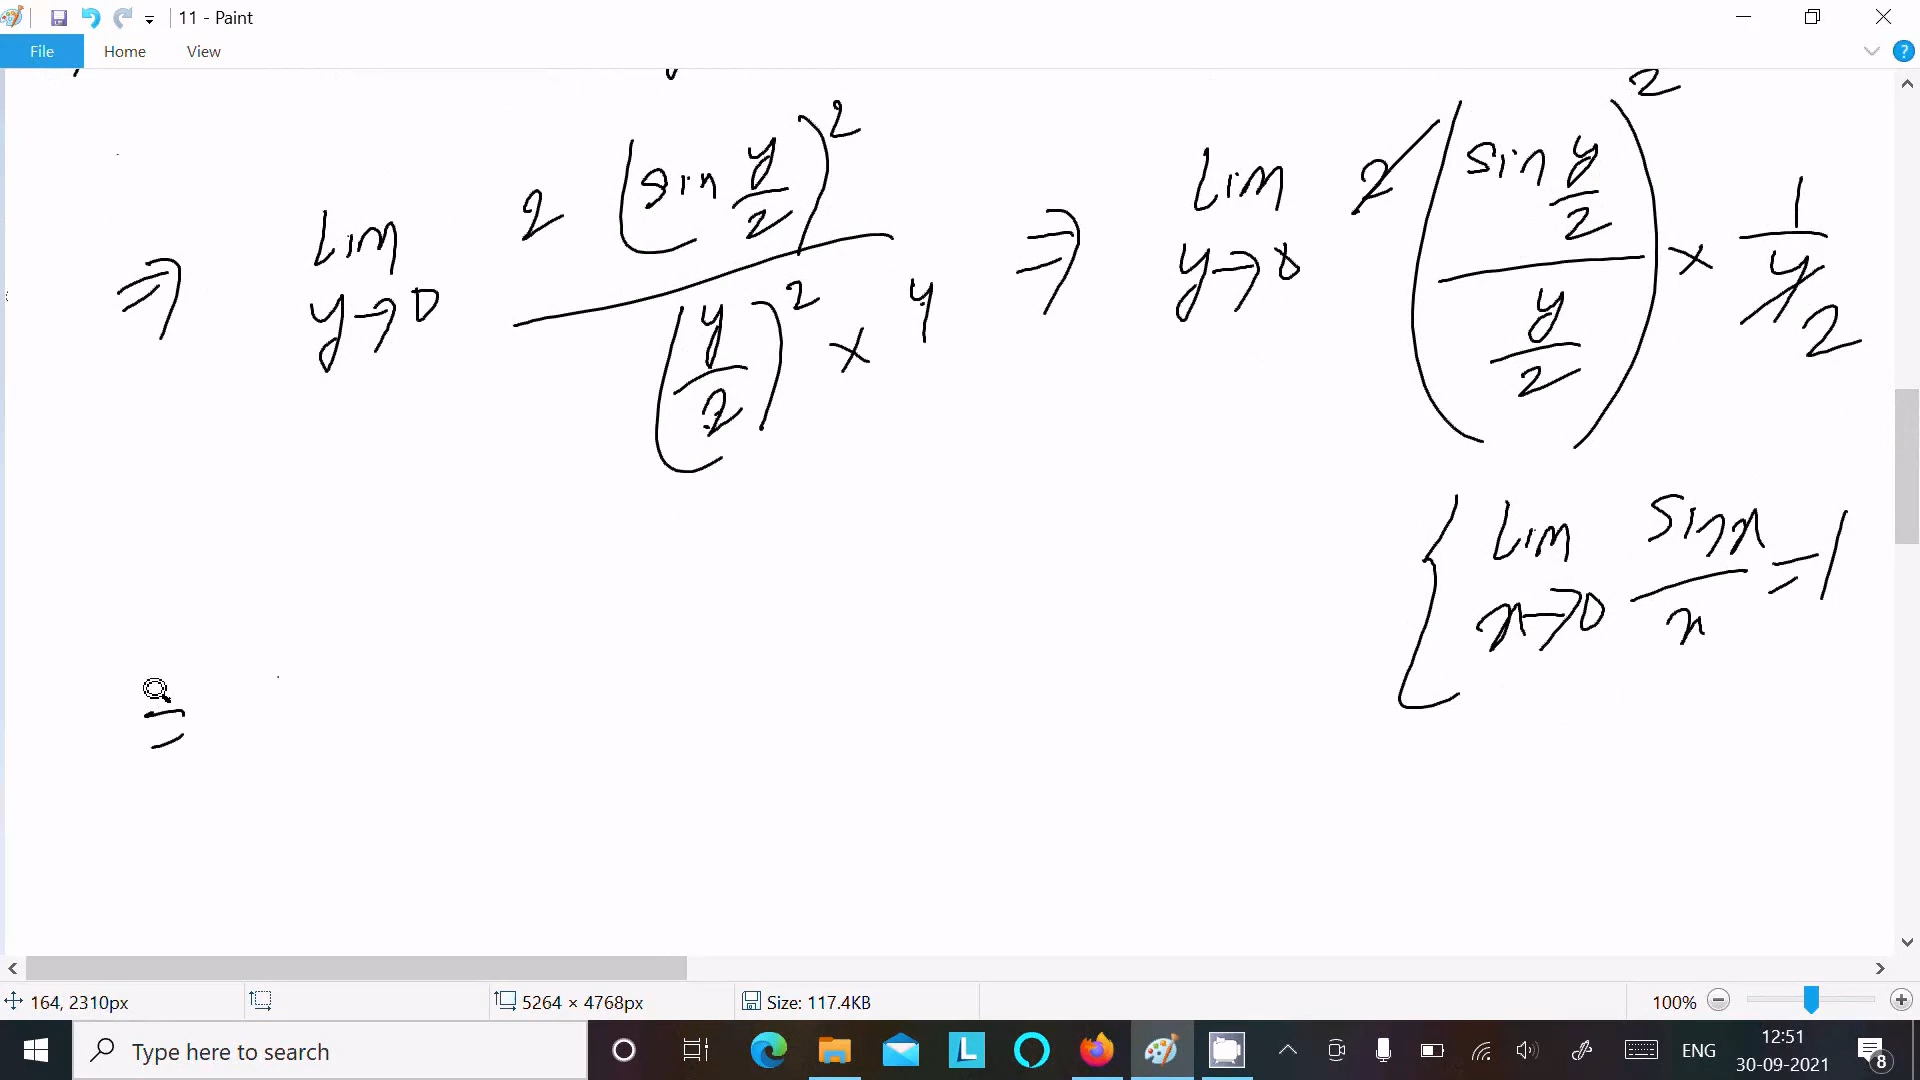 11 - Paint
File Home View
⇒ Lim y→0 2 (sin y/2)^2 / (y/2)^2 × 4 ⇒ Lim y→0 2 (sin y/2 / y/2)^2 × 1/4 2
{ Lim x→0 sin x / x = 1
=
164, 2310px 5264 × 4768px Size: 117.4KB 100%
Type here to search
L
ENG 12:51
30-09-2021 8